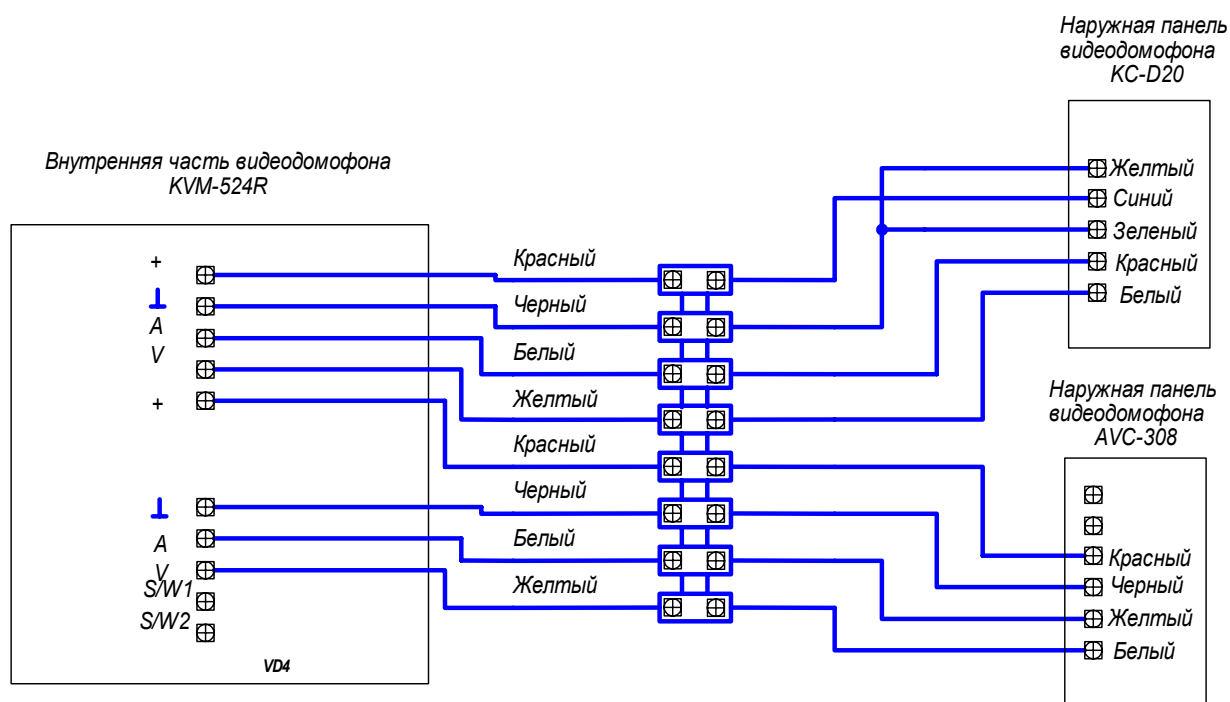 Наружная панель
видеодомофона
KC-D20
Внутренняя часть видеодомофона
KVM-524R
Желтый
Синий
Зеленый
Красный
Белый
+
A
V
+
A
V
S/W1
S/W2
VD4
Красный
Черный
Белый
Желтый
Красный
Черный
Белый
Желтый
Наружная панель
видеодомофона
AVC-308
Красный
Черный
Желтый
Белый